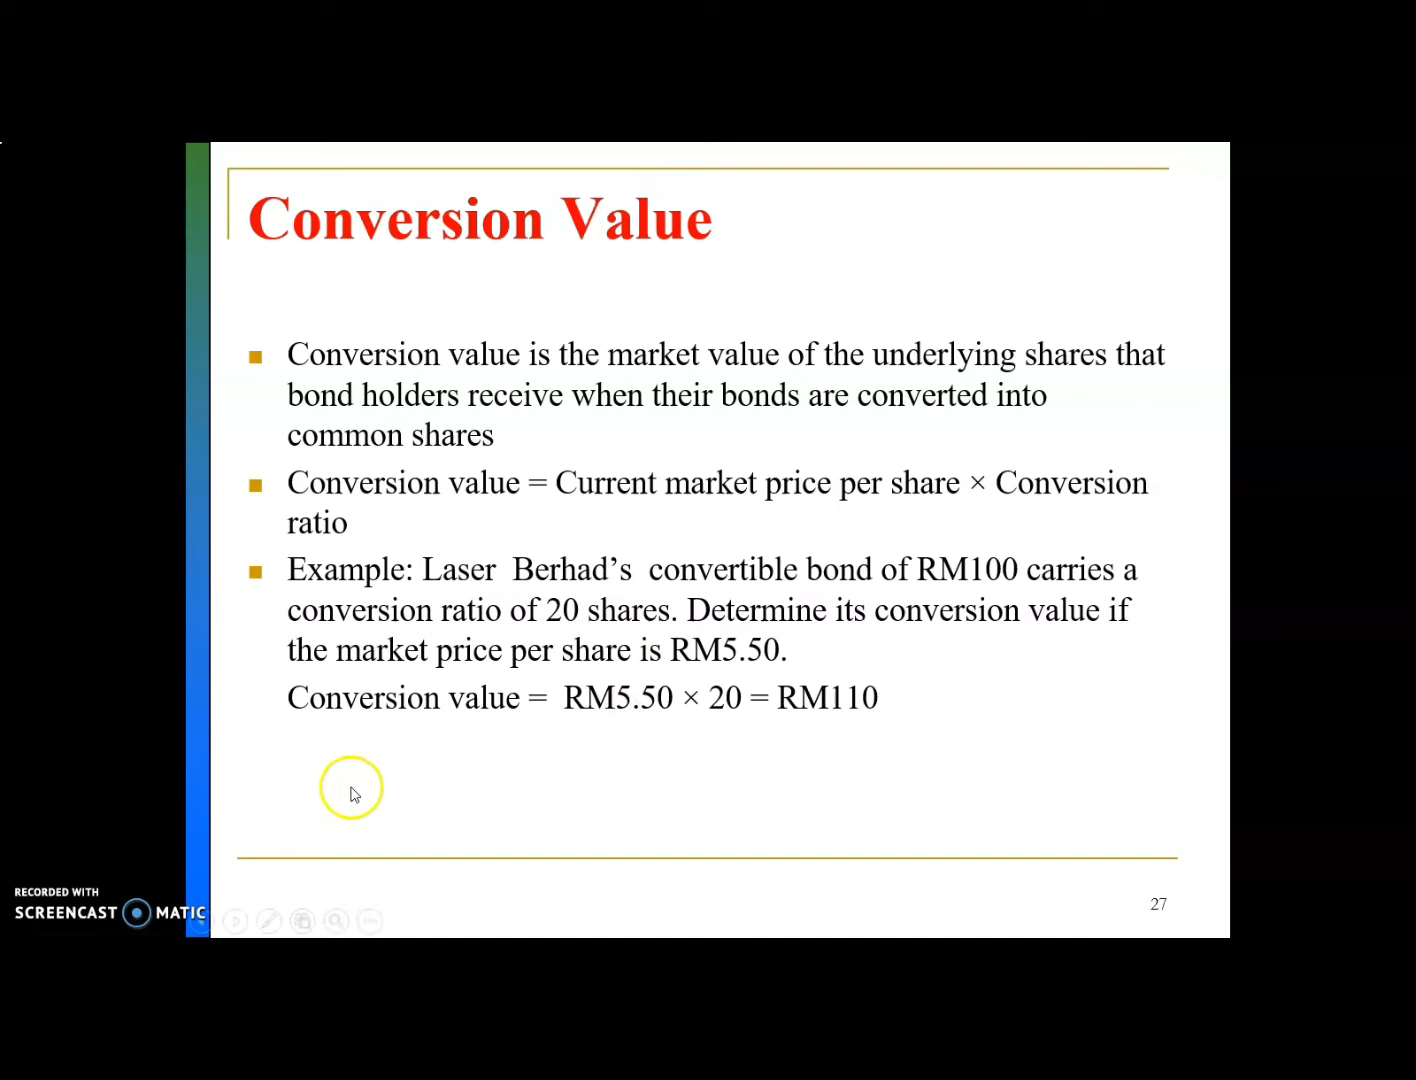 Conversion Value
Conversion value is the market value of the underlying shares that
bond holders receive when their bonds are converted into
common shares
Conversion value = Current market price per share × Conversion
ratio
Example: Laser Berhad’s convertible bond of RM100 carries a
conversion ratio of 20 shares. Determine its conversion value if
the market price per share is RM5.50.
Conversion value = RM5.50 × 20 = RM110
27
RECORDED WITH
SCREENCAST MATIC